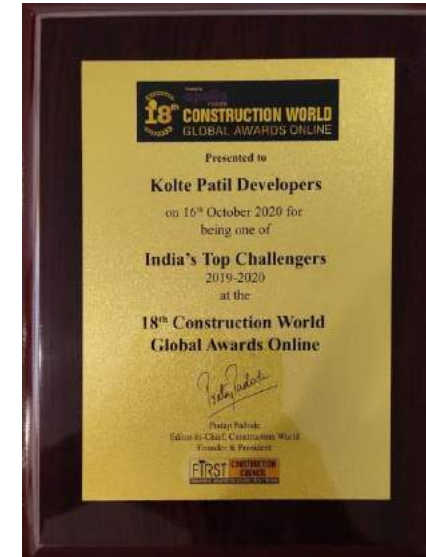 18th
CONSTRUCTION WORLD
GLOBAL AWARDS ONLINE
Presented to
Kolte Patil Developers
on 16th October 2020 for
being one of
India's Top Challengers
2019-2020
at the
18th Construction World
Global Awards Online
Pratap Padode
Editor-in-Chief, Construction World
Founder & President
FIRST CONSTRUCTION
COUNCIL